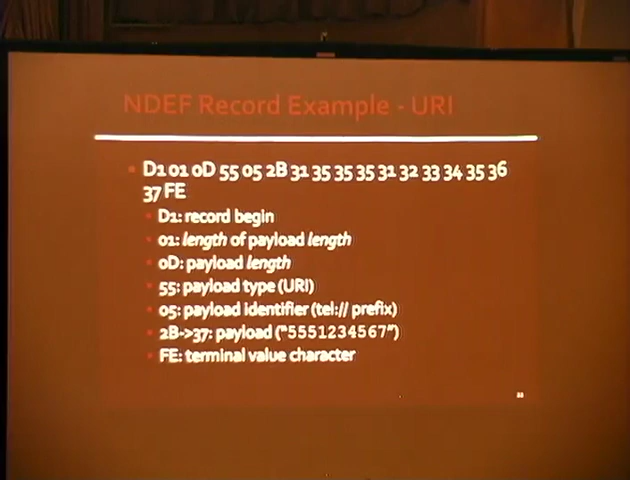 NDEF Record Example - URI
D1 01 0D 55 05 2B 31 35 35 35 31 32 33 34 35 36
37 FE
D1: record begin
01: length of payload length
0D: payload length
55: payload type (URI)
05: payload identifier (tel:// prefix)
2B->37: payload ("5551234567")
FE: terminal value character